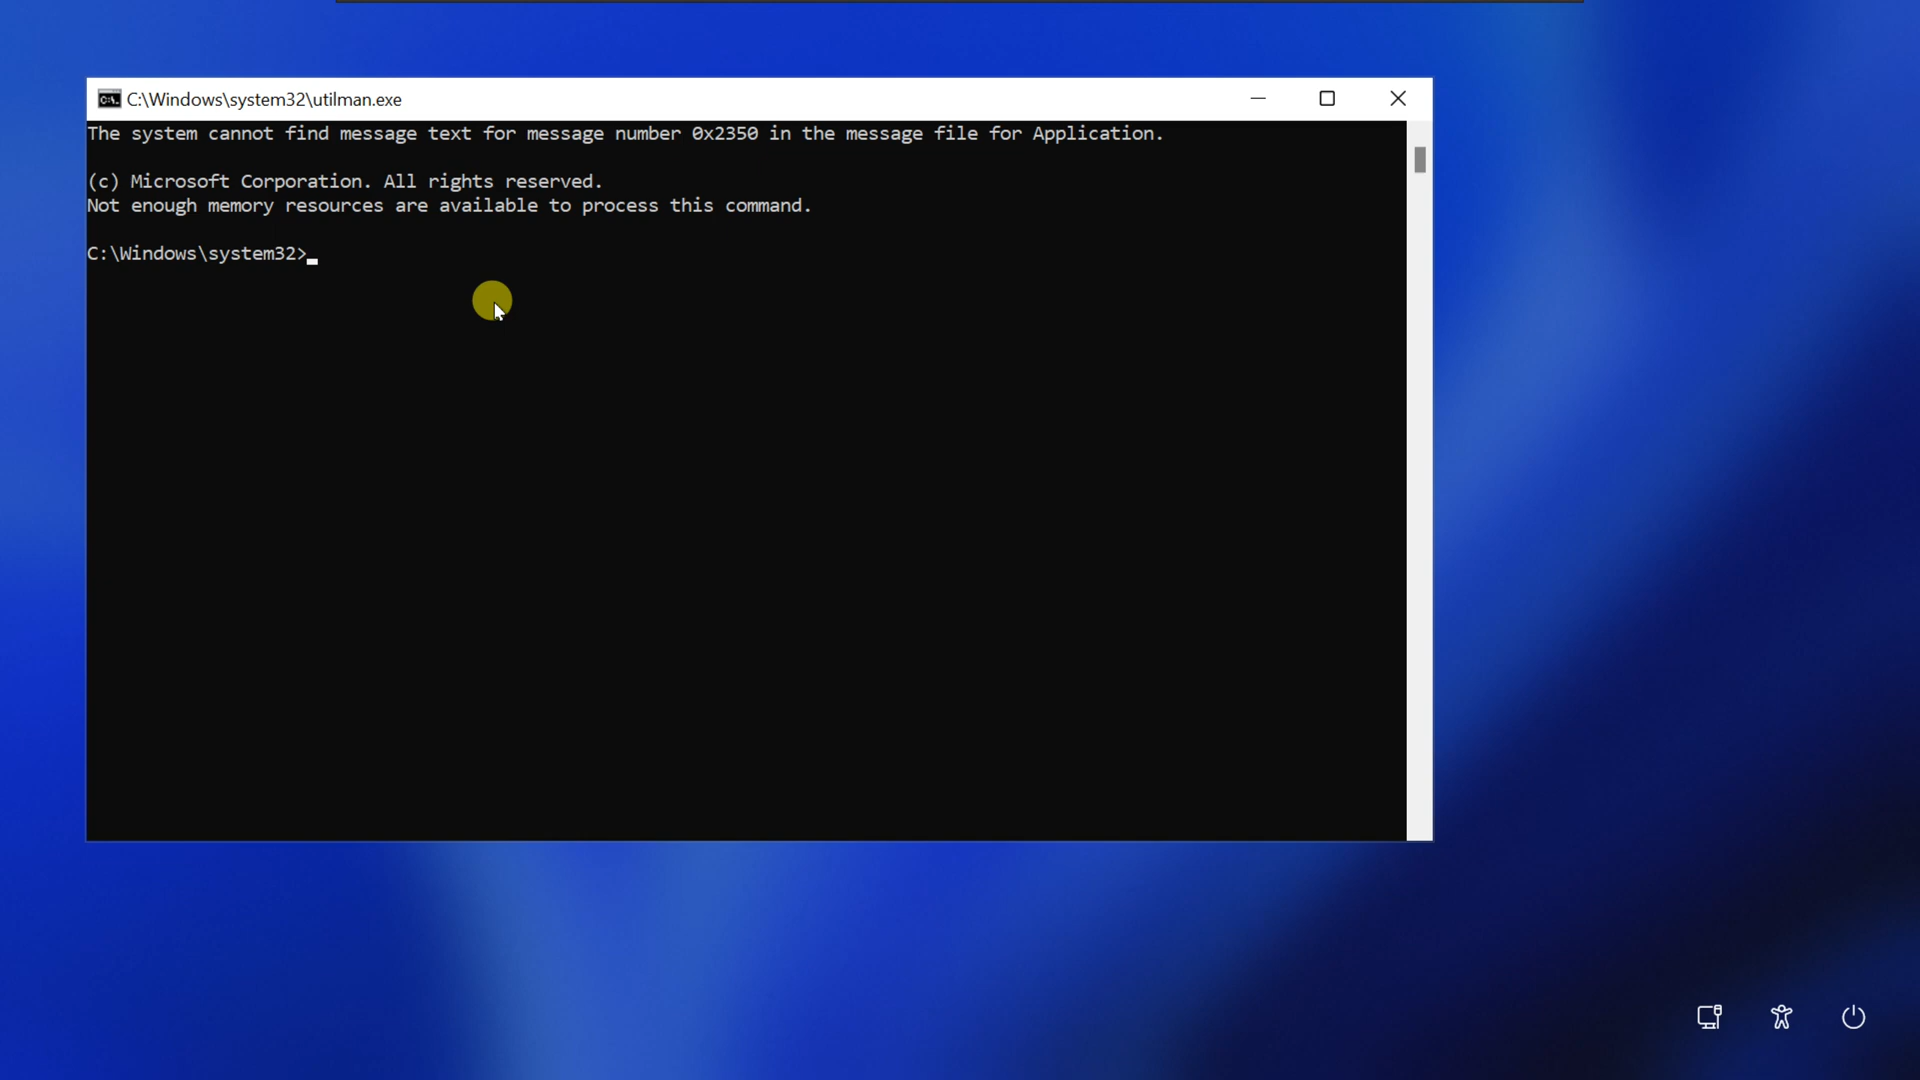 C:\Windows\system32\utilman.exe
The system cannot find message text for message number 0x2350 in the message file for Application.
(c) Microsoft Corporation. All rights reserved.
Not enough memory resources are available to process this command.
C:\Windows\system32>